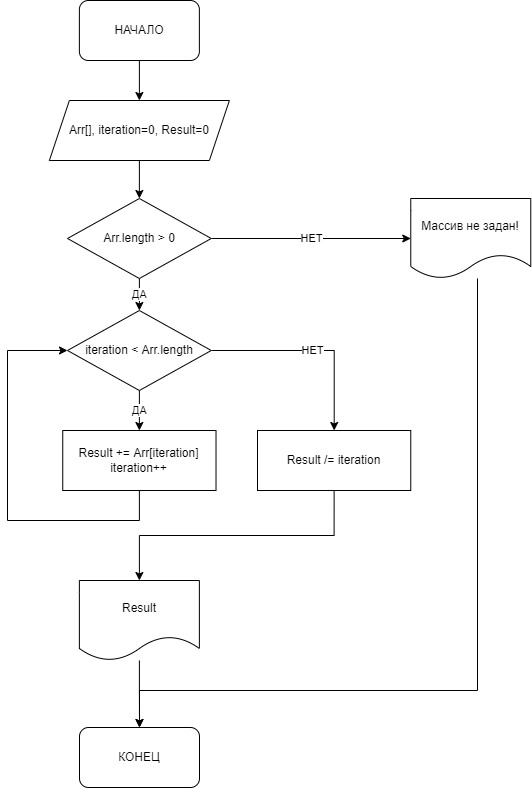 НАЧАЛО
Arr[], iteration=0, Result=0
Arr.length > 0
НЕТ
Массив не задан!
ДА
iteration < Arr.length
НЕТ
ДА
Result += Arr[iteration]
iteration++
Result /= iteration
Result
КОНЕЦ